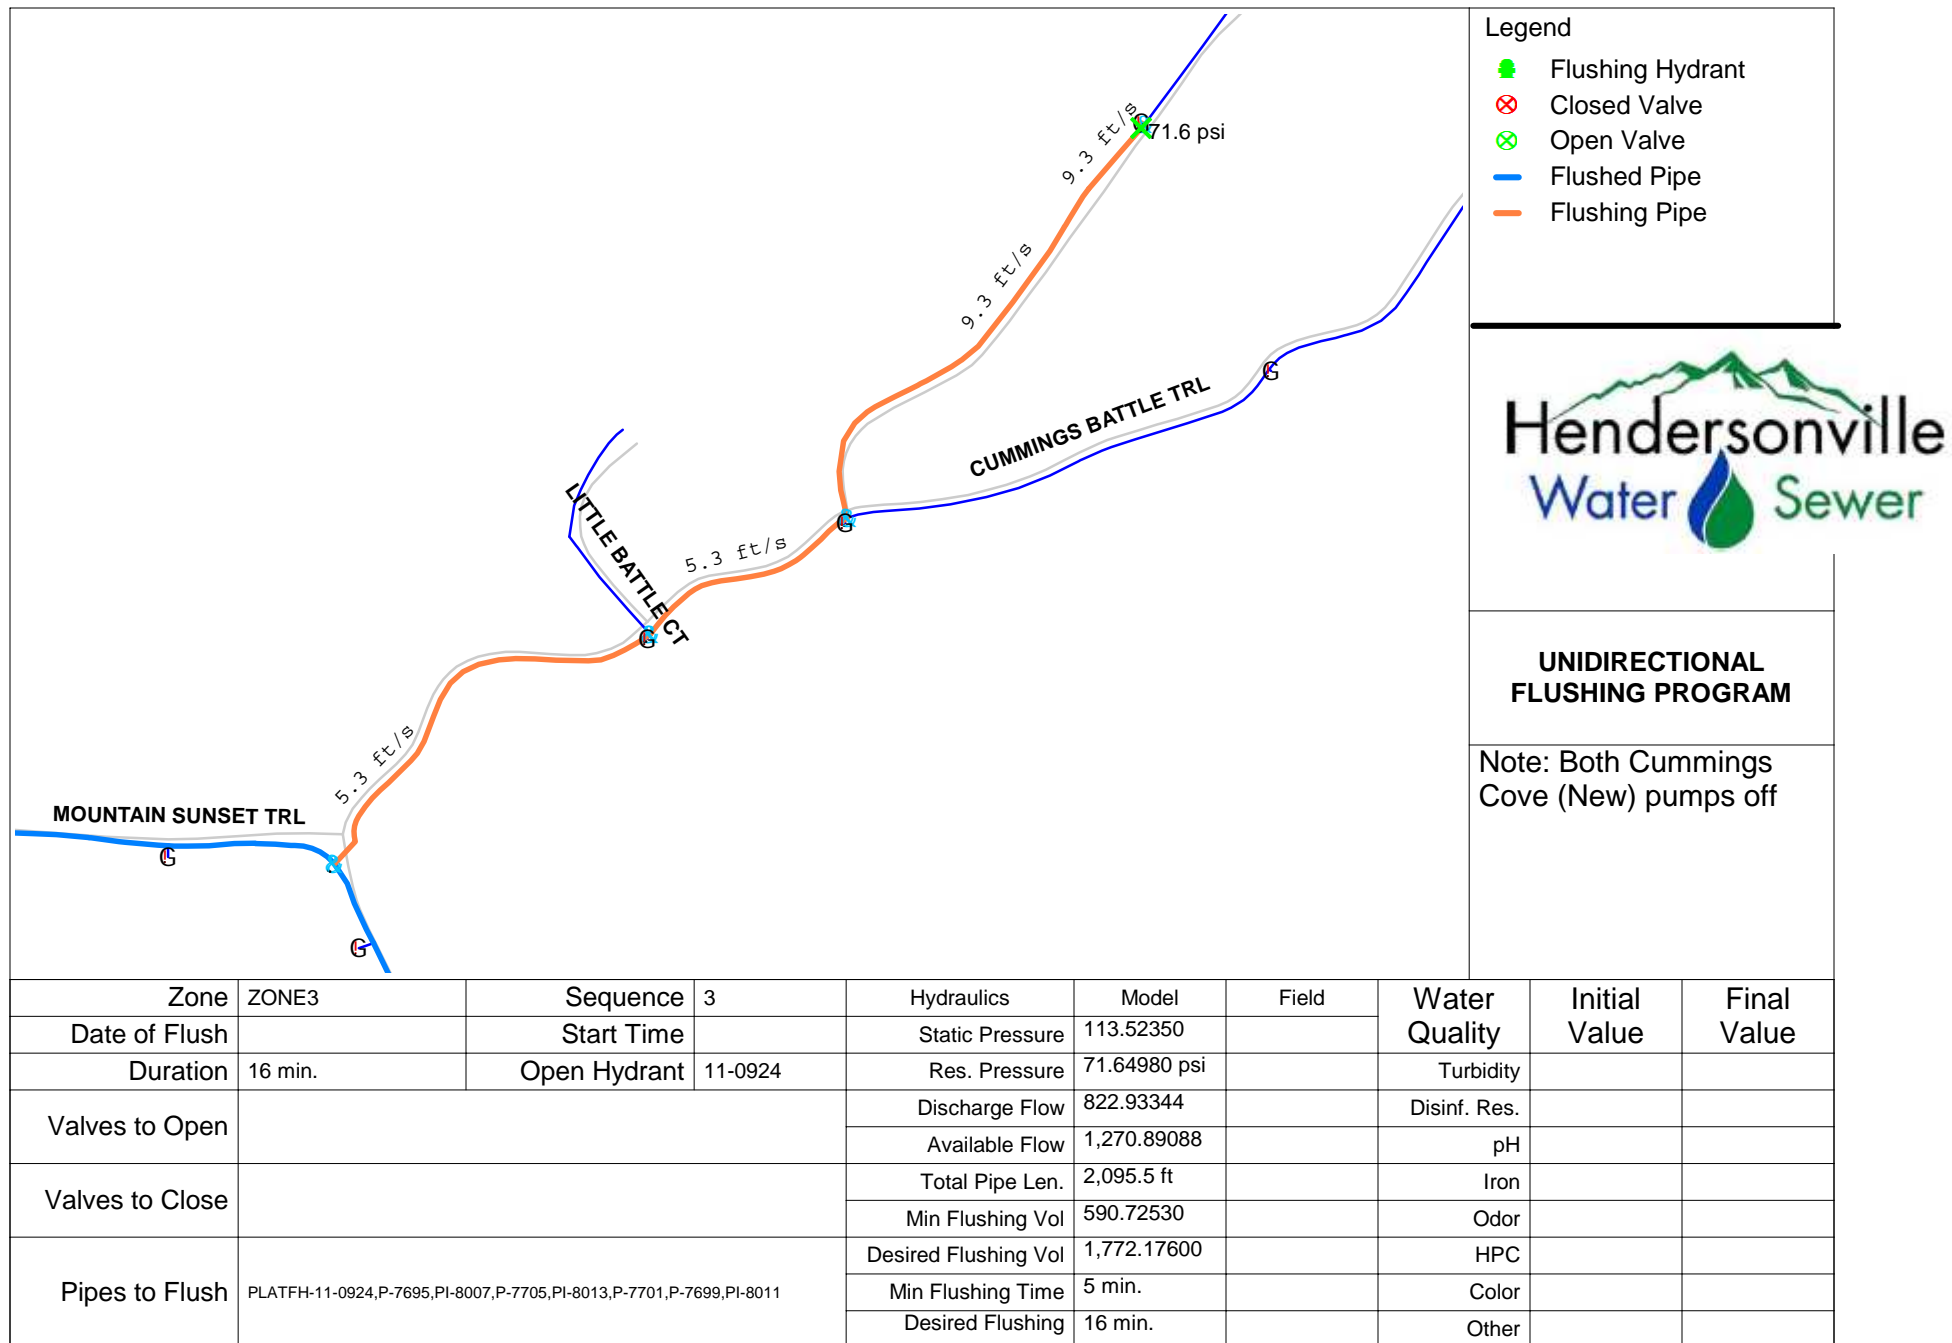 Legend
Flushing Hydrant
Closed Valve
Open Valve
Flushed Pipe
Flushing Pipe
9.3 ft/s
G
71.6 psi
9.3 ft/s
G
CUMMINGS BATTLE TRL
LITTLE BATTLE CT
G
5.3 ft/s
G
5.3 ft/s
MOUNTAIN SUNSET TRL
G
G
Hendersonville
Water Sewer
UNIDIRECTIONAL
FLUSHING PROGRAM
Note: Both Cummings
Cove (New) pumps off
Zone ZONE3 Sequence 3 Hydraulics Model Field Water Quality Initial Value Final Value
Date of Flush Start Time Static Pressure 113.52350
Duration 16 min. Open Hydrant 11-0924 Res. Pressure 71.64980 psi Turbidity
Valves to Open Discharge Flow 822.93344 Disinf. Res.
Available Flow 1,270.89088 pH
Valves to Close Total Pipe Len. 2,095.5 ft Iron
Min Flushing Vol 590.72530 Odor
Pipes to Flush PLATFH-11-0924,P-7695,PI-8007,P-7705,PI-8013,P-7701,P-7699,PI-8011 Desired Flushing Vol 1,772.17600 HPC
Min Flushing Time 5 min. Color
Desired Flushing 16 min. Other